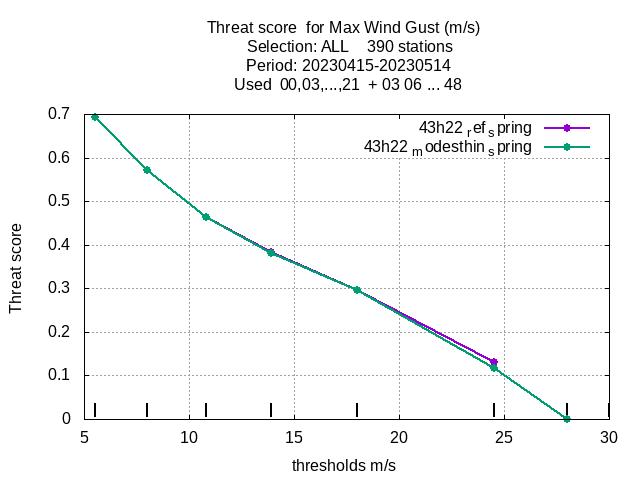 Threat score  for Max Wind Gust (m/s)
Selection: ALL    390 stations
Period: 20230415-20230514
Used  00,03,...,21  + 03 06 ... 48
43h22 ref spring
43h22 modesthin spring
Threat score
0.7
0.6
0.5
0.4
0.3
0.2
0.1
0
5 10 15 20 25 30
thresholds m/s